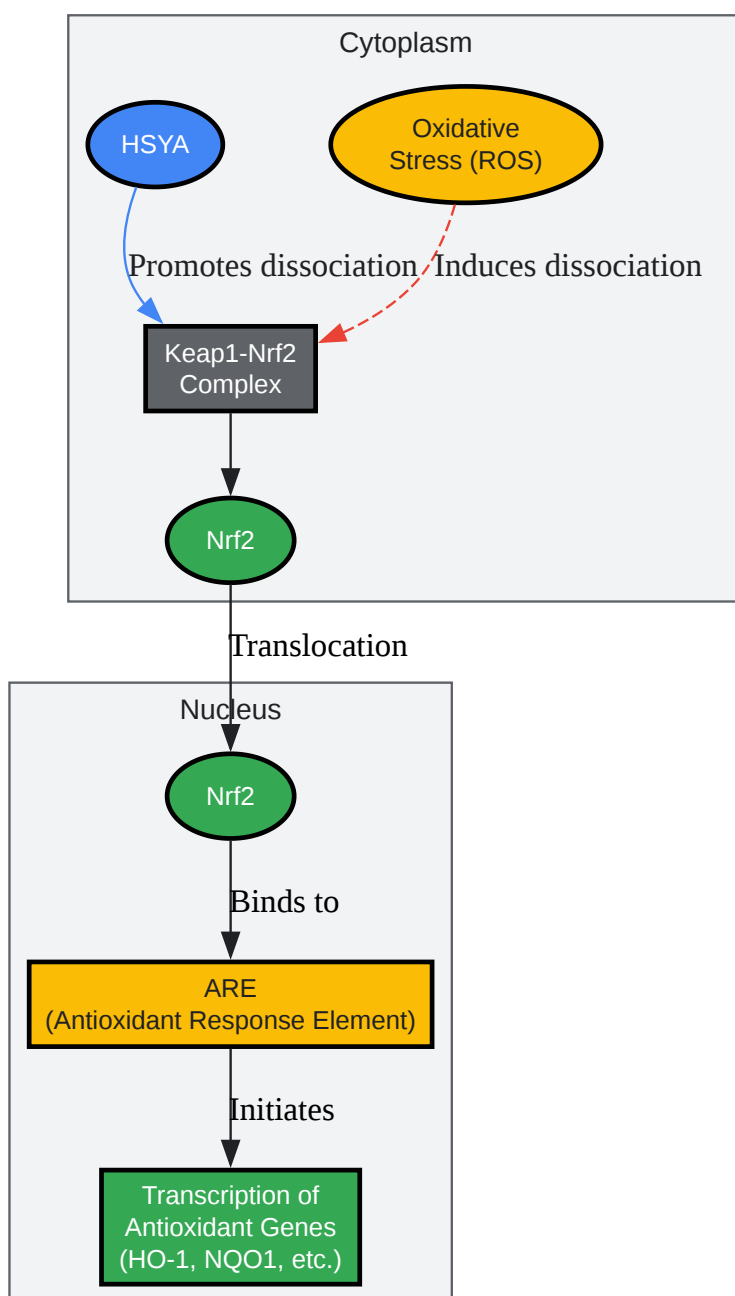 Cytoplasm
HSYA
Oxidative
Stress (ROS)
Promotes dissociation
Induces dissociation
Keap1-Nrf2
Complex
Nrf2
Translocation
Nucleus
Nrf2
Binds to
ARE
(Antioxidant Response Element)
Initiates
Transcription of
Antioxidant Genes
(HO-1, NQO1, etc.)